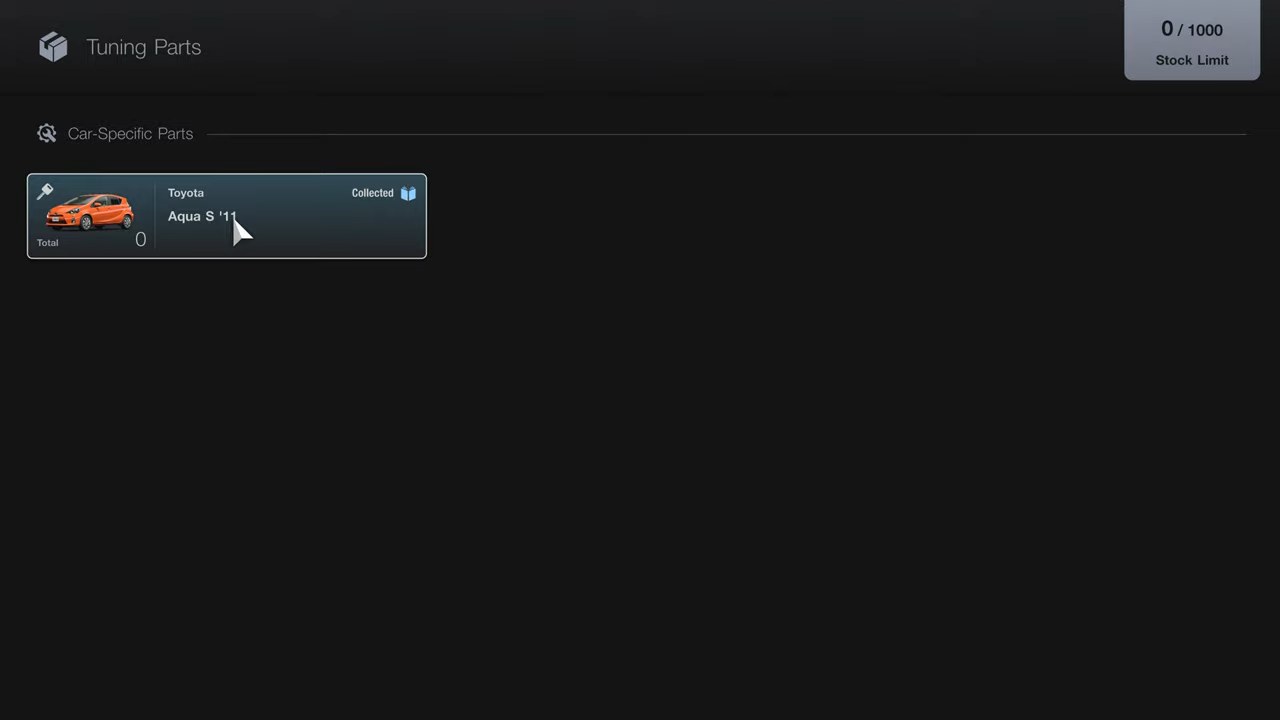 Tuning Parts
0 / 1000
Stock Limit
Car-Specific Parts
Toyota
Collected
Aqua S '11
Total
0